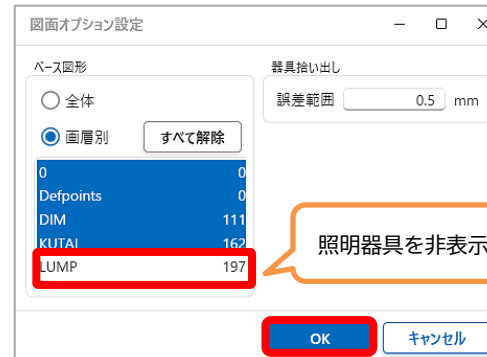 図面オプション設定
ベース図形
全体
画層別 すべて解除
0 0
Defpoints 0
DIM 111
KUTAI 162
LUMP 197
器具拾い出し
誤差範囲 0.5 mm
照明器具を非表示
OK キャンセル